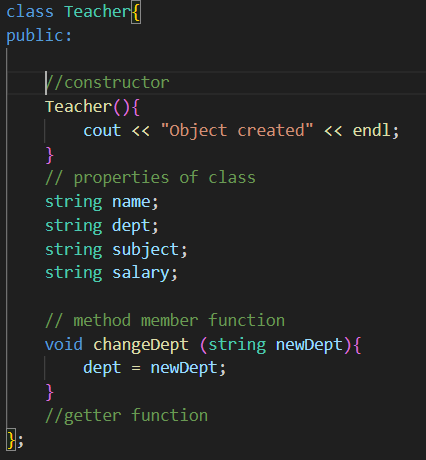 class Teacher{
public:
//constructor
Teacher(){
cout << "Object created" << endl;
}
// properties of class
string name;
string dept;
string subject;
string salary;
// method member function
void changeDept (string newDept){
dept = newDept;
}
//getter function
};